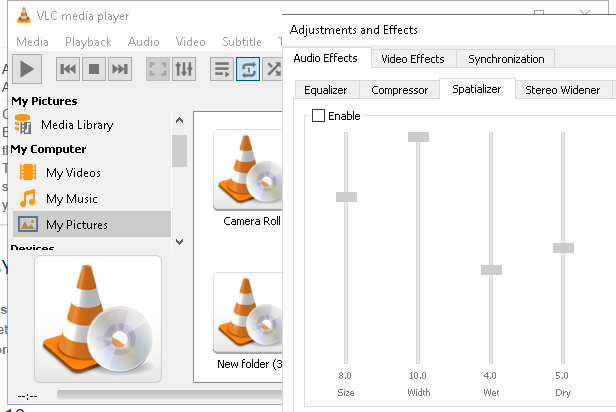 VLC media player
Media Playback Audio Video Subtitle
My Pictures
Media Library
My Computer
My Videos
My Music
My Pictures
Devices
Camera Roll
New folder (3
--:--
Adjustments and Effects
Audio Effects Video Effects Synchronization
Equalizer Compressor Spatializer Stereo Widener
Enable
8.0 10.0 4.0 5.0
Size Width Wet Dry